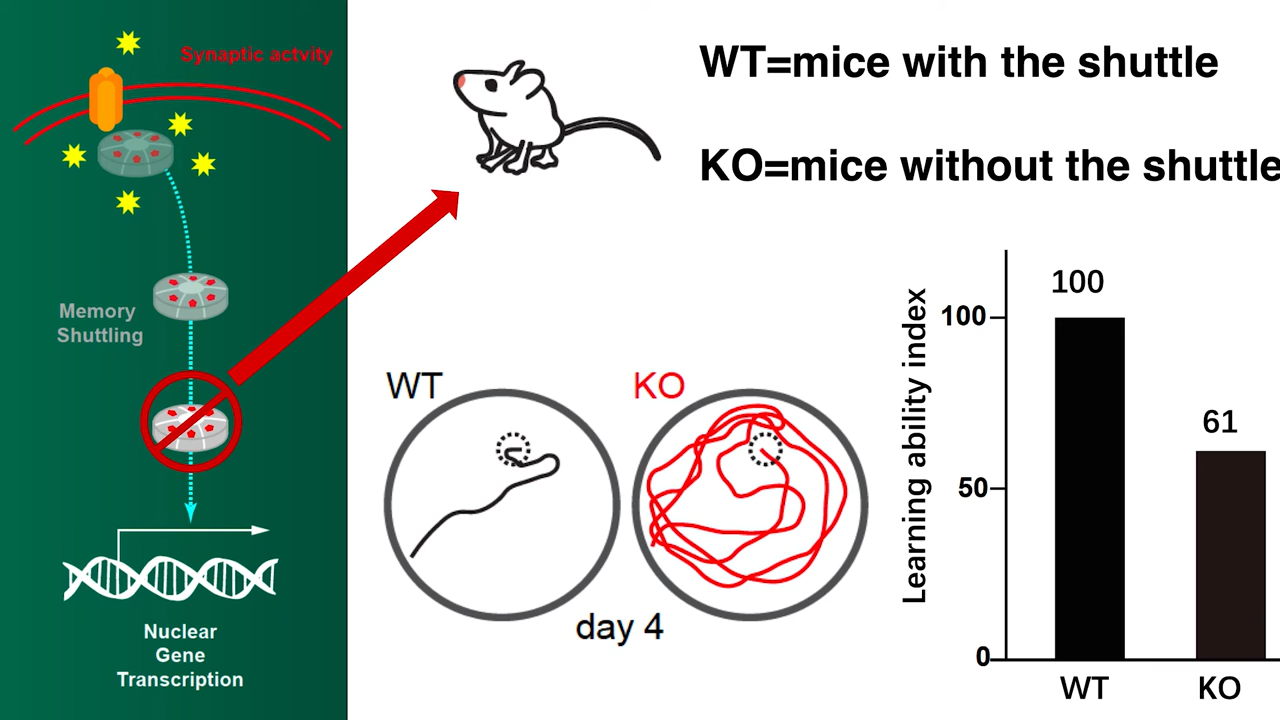 Synaptic actvity
Memory
Shuttling
Nuclear
Gene
Transcription
WT=mice with the shuttle
KO=mice without the shuttle
WT
KO
day 4
Learning ability index
100
50
0
100
61
WT
KO